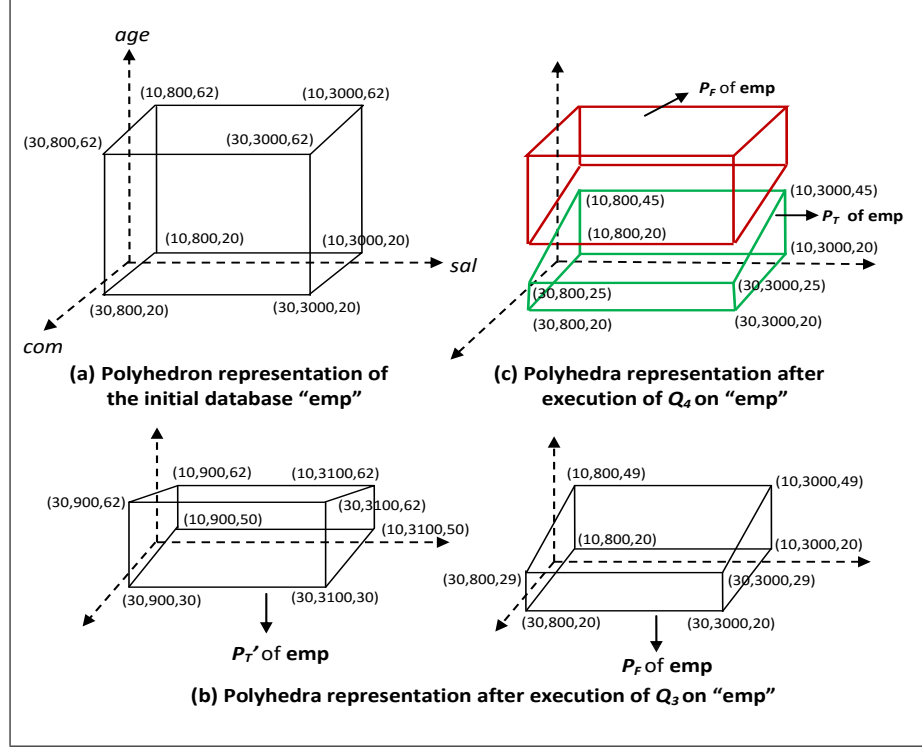 age
(10,800,62)
(10,3000,62)
(30,800,62)
(30,3000,62)
(10,800,20)
(10,3000,20)
sal
(30,800,20)
(30,3000,20)
com
(a) Polyhedron representation of
the initial database “emp”
P_F of emp
(10,800,45)
(10,3000,45)
P_T of emp
(10,800,20)
(10,3000,20)
(30,800,25)
(30,3000,25)
(30,800,20)
(30,3000,20)
(c) Polyhedra representation after
execution of Q_4 on “emp”
(10,900,62)
(10,3100,62)
(30,900,62)
(30,3100,62)
(10,900,50)
(10,3100,50)
(30,900,30)
(30,3100,30)
P_T’ of emp
(10,800,49)
(10,3000,49)
(10,800,20)
(10,3000,20)
(30,800,29)
(30,3000,29)
(30,800,20)
(30,3000,20)
P_F of emp
(b) Polyhedra representation after execution of Q_3 on “emp”